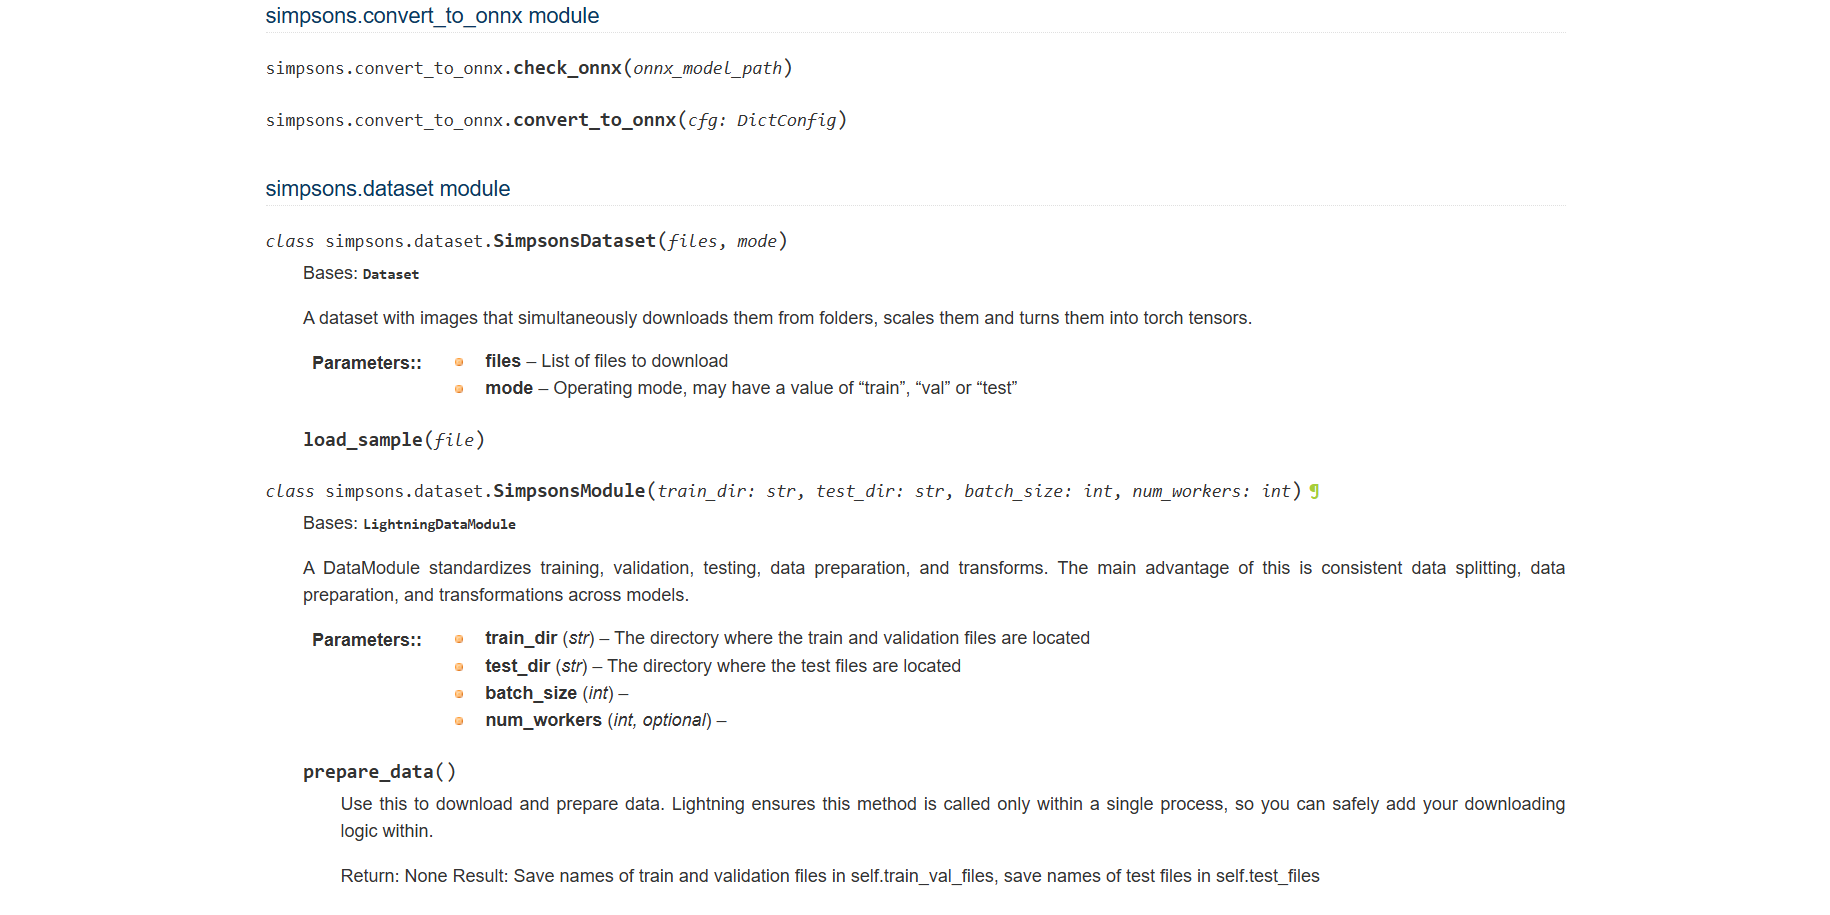 simpsons.convert_to_onnx module
simpsons.convert_to_onnx.check_onnx(onnx_model_path)
simpsons.convert_to_onnx.convert_to_onnx(cfg: DictConfig)
simpsons.dataset module
class simpsons.dataset.SimpsonsDataset(files, mode)
Bases: Dataset
A dataset with images that simultaneously downloads them from folders, scales them and turns them into torch tensors.
Parameters::
files – List of files to download
mode – Operating mode, may have a value of “train”, “val” or “test”
load_sample(file)
class simpsons.dataset.SimpsonsModule(train_dir: str, test_dir: str, batch_size: int, num_workers: int) ¶
Bases: LightningDataModule
A DataModule standardizes training, validation, testing, data preparation, and transforms. The main advantage of this is consistent data splitting, data
preparation, and transformations across models.
Parameters::
train_dir (str) – The directory where the train and validation files are located
test_dir (str) – The directory where the test files are located
batch_size (int) –
num_workers (int, optional) –
prepare_data()
Use this to download and prepare data. Lightning ensures this method is called only within a single process, so you can safely add your downloading
logic within.
Return: None Result: Save names of train and validation files in self.train_val_files, save names of test files in self.test_files